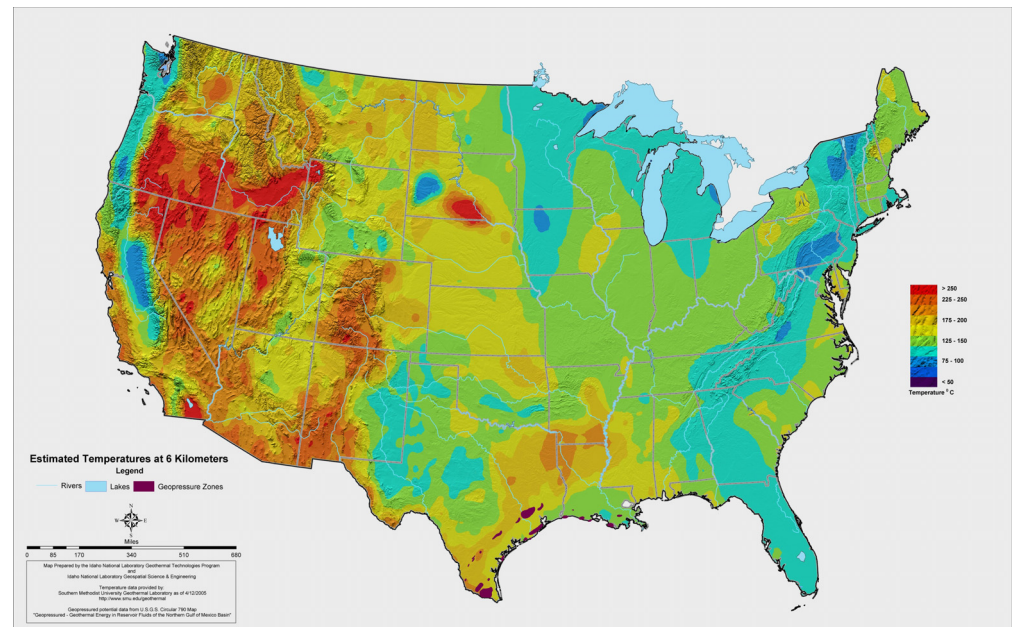 > 250
225 - 250
175 - 200
125 - 150
75 - 100
< 50
Temperature ° C
Estimated Temperatures at 6 Kilometers
Legend
Rivers Lakes Geopressure Zones
N
W E
S
Miles
0 85 170 340 510 680
Map Prepared by the Idaho National Laboratory Geothermal Technologies Program
and
Idaho National Laboratory Geospatial Science & Engineering
Temperature data provided by:
Southern Methodist University Geothermal Laboratory as of 4/12/2005
http://www.smu.edu/geothermal
Geopressured potential data from U.S.G.S. Circular 790 Map:
"Geopressured - Geothermal Energy in Reservoir Fluids of the Northern Gulf of Mexico Basin"